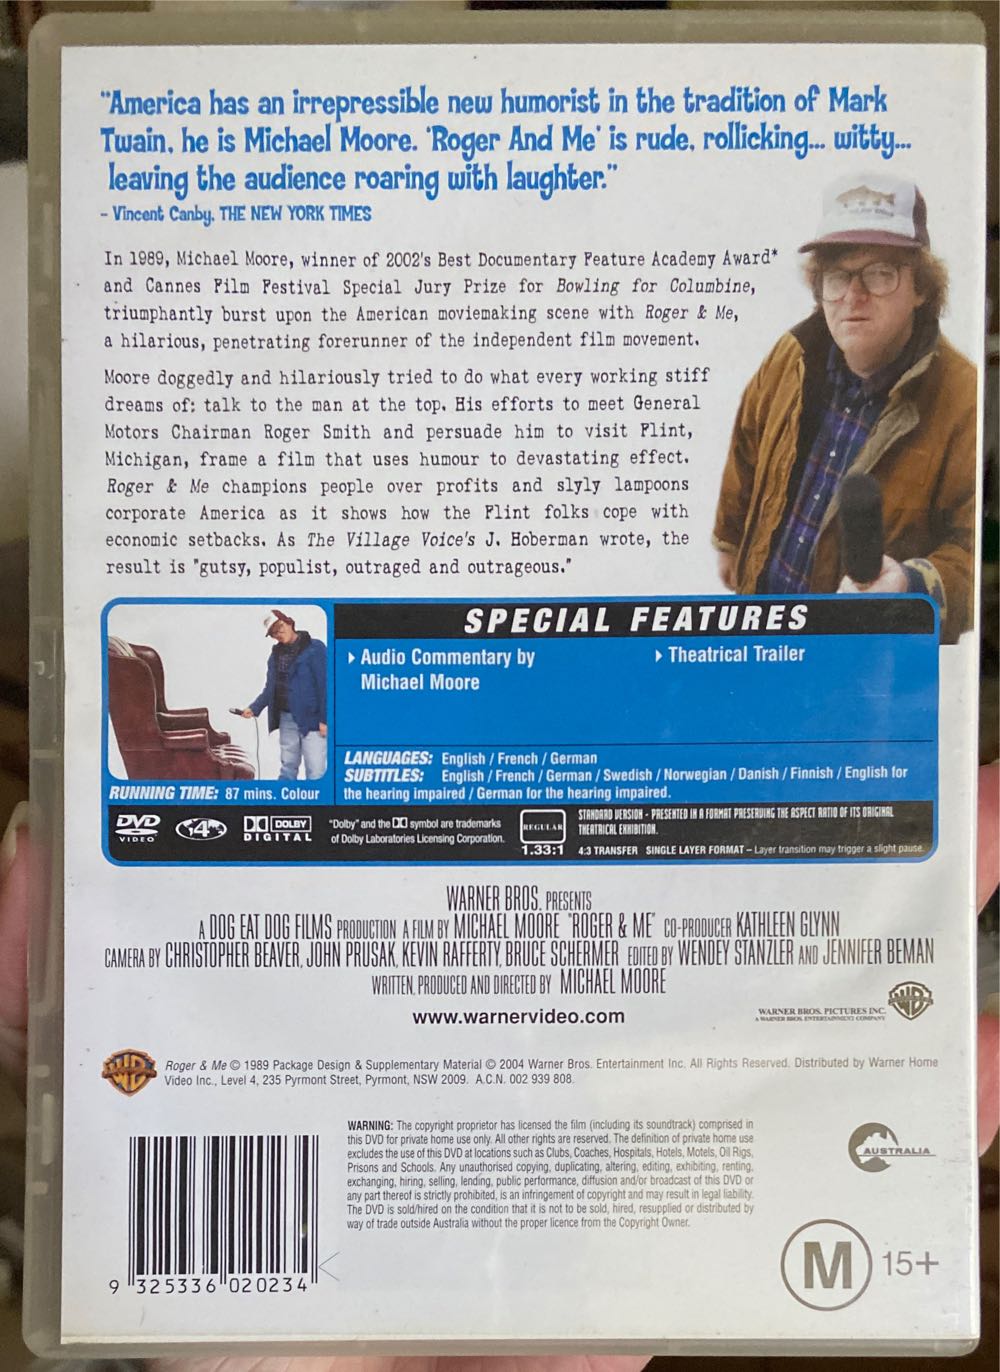 "America has an irrepressible new humorist in the tradition of Mark
Twain, he is Michael Moore. 'Roger And Me' is rude, rollicking... witty...
leaving the audience roaring with laughter."
- Vincent Canby, THE NEW YORK TIMES
In 1989, Michael Moore, winner of 2002's Best Documentary Feature Academy Award*
and Cannes Film Festival Special Jury Prize for Bowling for Columbine,
triumphantly burst upon the American moviemaking scene with Roger & Me,
a hilarious, penetrating forerunner of the independent film movement.
Moore doggedly and hilariously tried to do what every working stiff
dreams of: talk to the man at the top. His efforts to meet General
Motors Chairman Roger Smith and persuade him to visit Flint,
Michigan, frame a film that uses humour to devastating effect.
Roger & Me champions people over profits and slyly lampoons
corporate America as it shows how the Flint folks cope with
economic setbacks. As The Village Voice's J. Hoberman wrote, the
result is "gutsy, populist, outraged and outrageous."
SPECIAL FEATURES
Audio Commentary by
Michael Moore
Theatrical Trailer
LANGUAGES: English / French / German
SUBTITLES: English / French / German / Swedish / Norwegian / Danish / Finnish / English for
the hearing impaired / German for the hearing impaired.
RUNNING TIME: 87 mins. Colour
DVD
VIDEO
4
DOLBY
DIGITAL
"Dolby" and the DD symbol are trademarks
of Dolby Laboratories Licensing Corporation.
REGULAR
1.33:1
STANDARD VERSION - PRESENTED IN A FORMAT PRESERVING THE ASPECT RATIO OF ITS ORIGINAL
THEATRICAL EXHIBITION.
4:3 TRANSFER SINGLE LAYER FORMAT – Layer transition may trigger a slight pause.
WARNER BROS. PRESENTS
A DOG EAT DOG FILMS PRODUCTION A FILM BY MICHAEL MOORE "ROGER & ME" CO-PRODUCER KATHLEEN GLYNN
CAMERA BY CHRISTOPHER BEAVER, JOHN PRUSAK, KEVIN RAFFERTY, BRUCE SCHERMER EDITED BY WENDEY STANZLER AND JENNIFER BEMAN
WRITTEN, PRODUCED AND DIRECTED BY MICHAEL MOORE
www.warnervideo.com
WARNER BROS. PICTURES INC.
A WARNER BROS. ENTERTAINMENT COMPANY
WB
WB
Roger & Me © 1989 Package Design & Supplementary Material © 2004 Warner Bros. Entertainment Inc. All Rights Reserved. Distributed by Warner Home
Video Inc., Level 4, 235 Pyrmont Street, Pyrmont, NSW 2009. A.C.N. 002 939 808.
WARNING: The copyright proprietor has licensed the film (including its soundtrack) comprised in
this DVD for private home use only. All other rights are reserved. The definition of private home use
excludes the use of this DVD at locations such as Clubs, Coaches, Hospitals, Hotels, Motels, Oil Rigs,
Prisons and Schools. Any unauthorised copying, duplicating, altering, editing, exhibiting, renting,
exchanging, hiring, selling, lending, public performance, diffusion and/or broadcast of this DVD or
any part thereof is strictly prohibited, is an infringement of copyright and may result in legal liability.
The DVD is sold/hired on the condition that it is not to be sold, hired, resupplied or distributed by
way of trade outside Australia without the proper licence from the Copyright Owner.
AUSTRALIA
9 325336 020234
M 15+